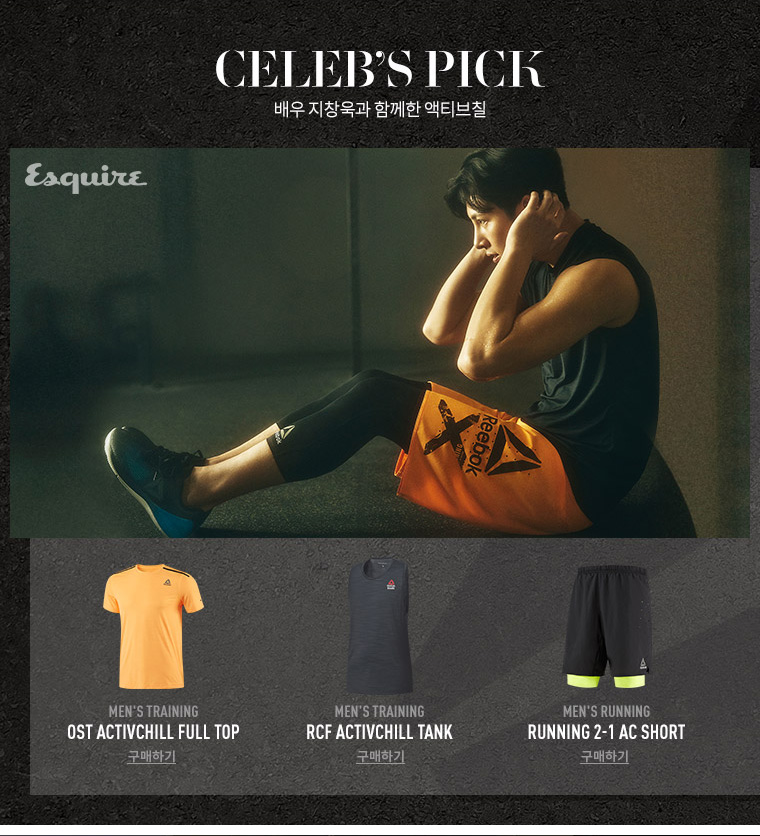 CELEB'S PICK
배우 지창욱과 함께한 액티브칠
Esquire
Reebok
MEN'S TRAINING
OST ACTIVCHILL FULL TOP
구매하기
MEN'S TRAINING
RCF ACTIVCHILL TANK
구매하기
MEN'S RUNNING
RUNNING 2-1 AC SHORT
구매하기